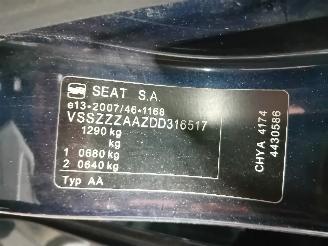 SEAT S.A.
e13-2007/46-1168
VSSZZZAAZDD316517
1290 kg
kg
1 0680 kg
2 0640 kg
Typ AA
CHYA 4174
4430586